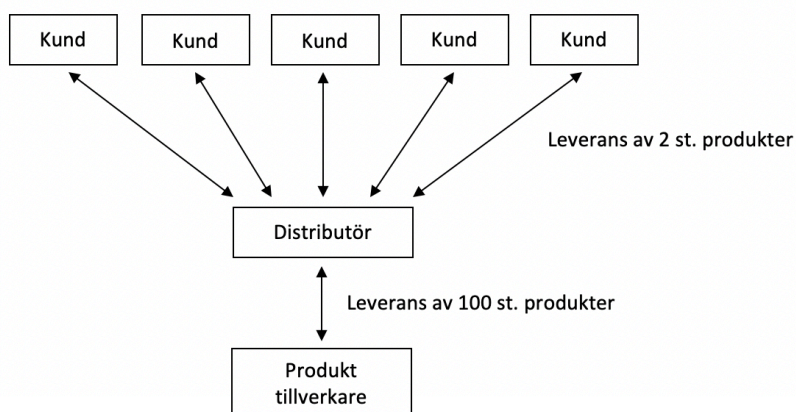 Kund
Kund
Kund
Kund
Kund
Leverans av 2 st. produkter
Distributör
Leverans av 100 st. produkter
Produkt
tillverkare